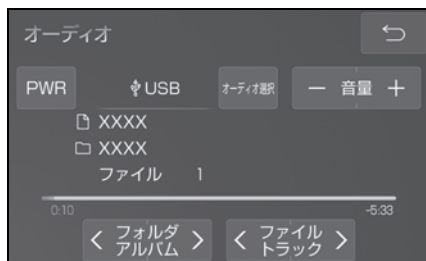 オーディオ
PWR
USB
オーディオ選択
− 音量 +
XXXX
XXXX
ファイル 1
0:10
-5:33
< フォルダ アルバム >
< ファイル トラック >